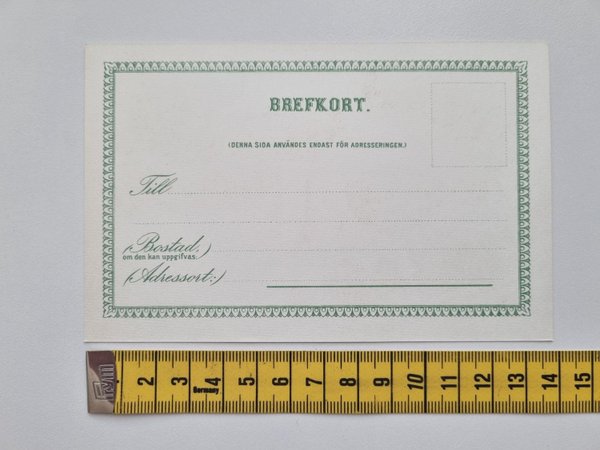 BREFKORT.
(DENNA SIDA ANVÄNDES ENDAST FÖR ADRESSERINGEN.)
Till
(Bostad,)
om den kan uppgifvas.
(Adressort:)
2 3 4 5 6 7 8 9 10 11 12 13 14 15
Germany